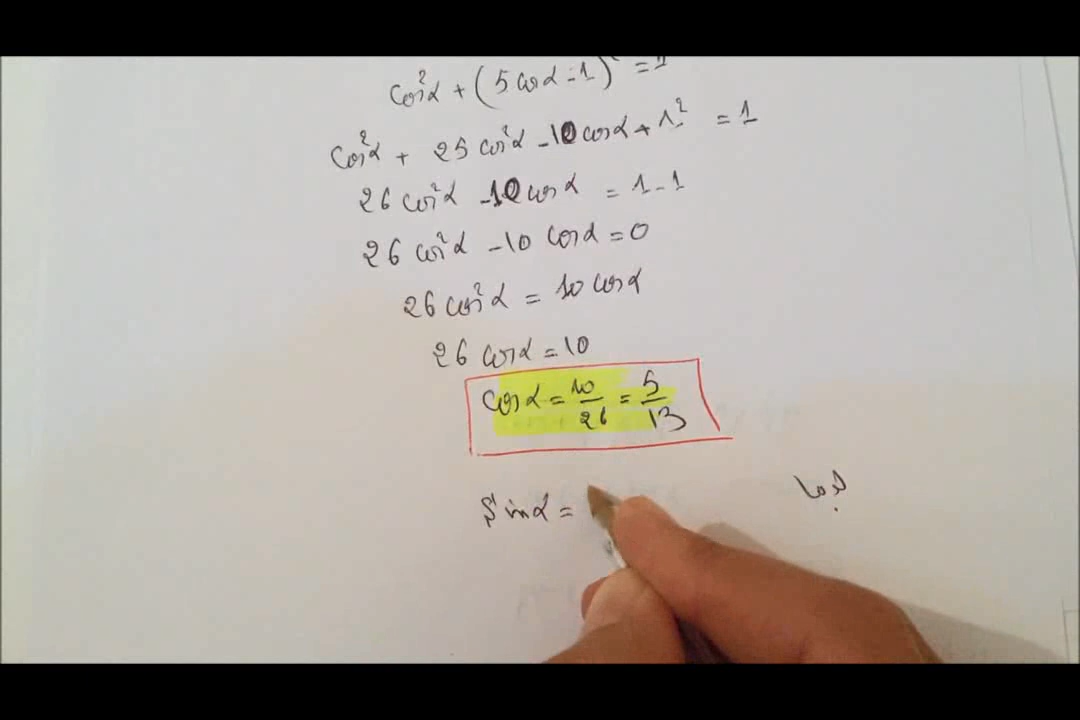 cos²α + (5cosα - 1)² = 1
cos²α + 25cos²α - 10cosα + 1² = 1
26cos²α - 10cosα = 1 - 1
26cos²α - 10cosα = 0
26cos²α = 10cosα
26cosα = 10
cosα = 10/26 = 5/13
Sinα =
لدينا